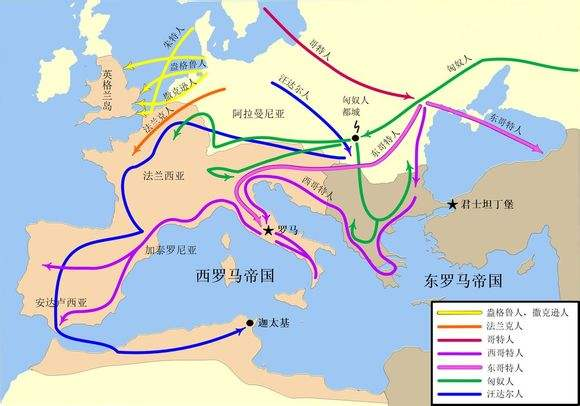 朱特人
盎格鲁人
撒克逊人
英格兰岛
法兰克人
汪达尔人
哥特人
匈奴人
阿拉曼尼亚
匈奴人
都城
东哥特人
东哥特人
法兰西亚
西哥特人
君士坦丁堡
罗马
加泰罗尼亚
西罗马帝国
东罗马帝国
安达卢西亚
迦太基
盎格鲁人，撒克逊人
法兰克人
哥特人
西哥特人
东哥特人
匈奴人
汪达尔人